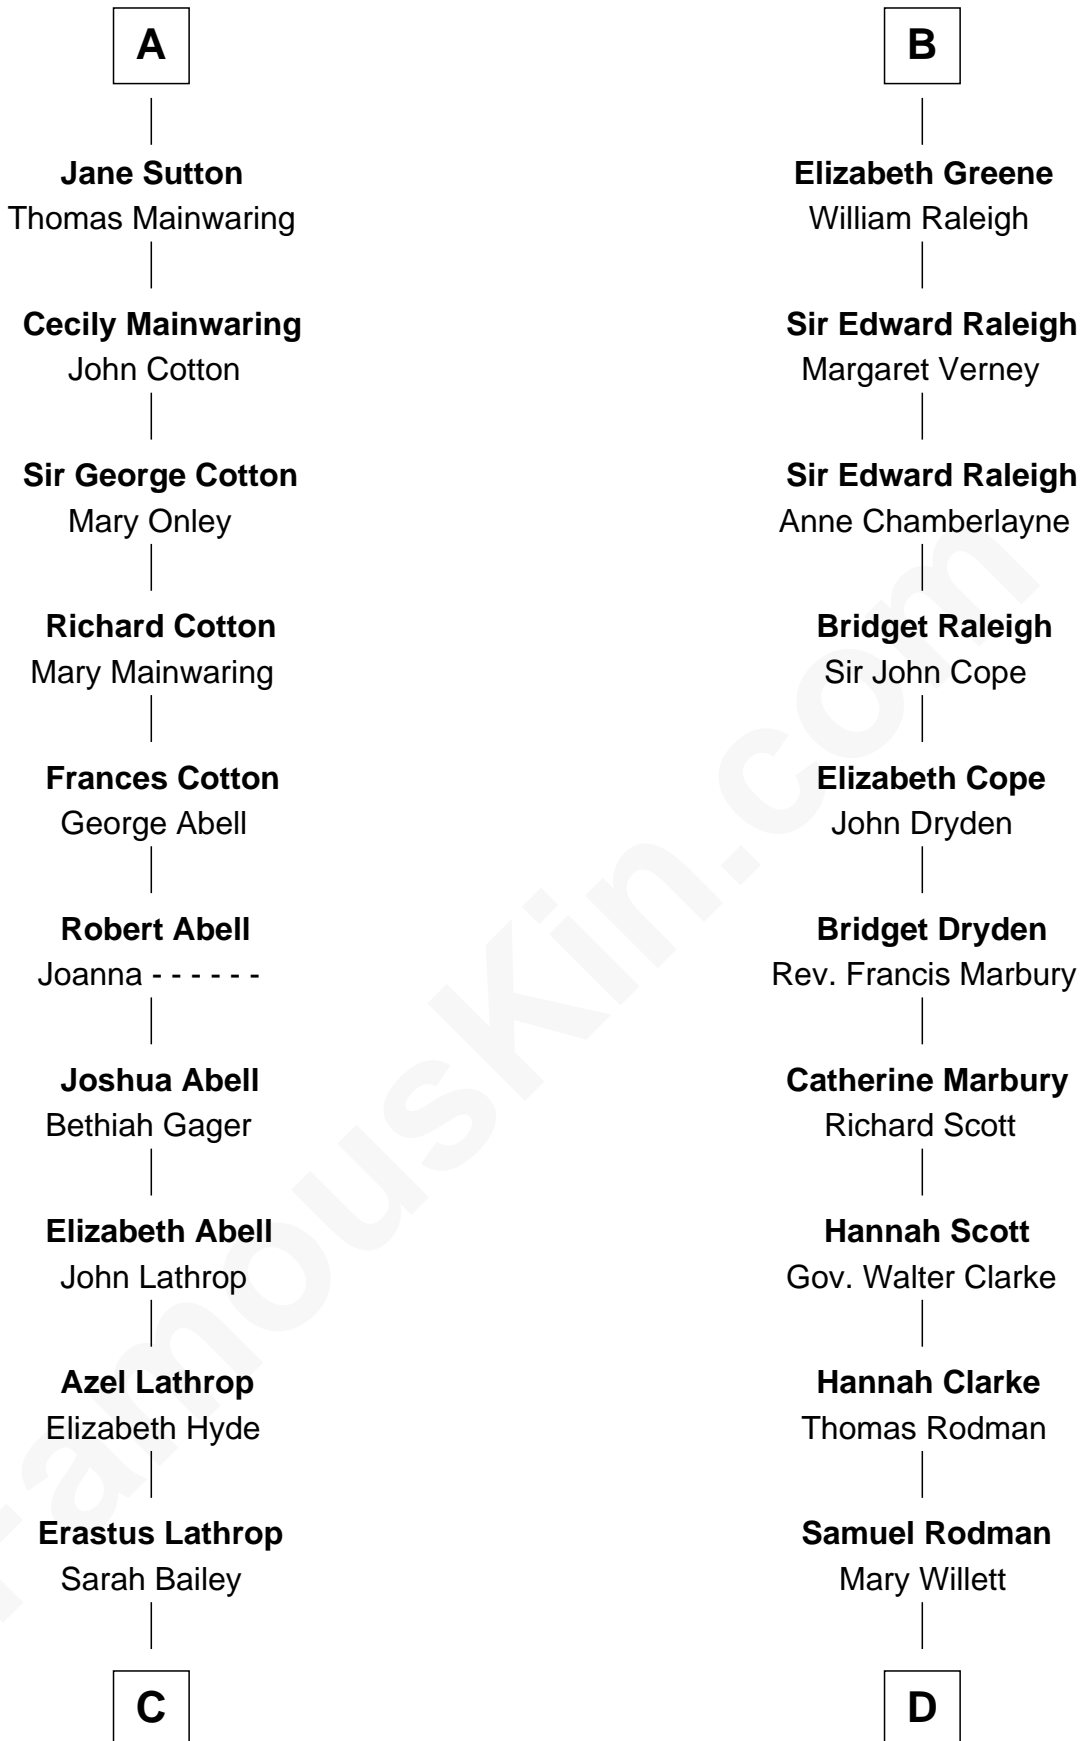 A
Jane Sutton
Thomas Mainwaring
Cecily Mainwaring
John Cotton
Sir George Cotton
Mary Onley
Richard Cotton
Mary Mainwaring
Frances Cotton
George Abell
Robert Abell
Joanna - - - - - -
Joshua Abell
Bethiah Gager
Elizabeth Abell
John Lathrop
Azel Lathrop
Elizabeth Hyde
Erastus Lathrop
Sarah Bailey
C
B
Elizabeth Greene
William Raleigh
Sir Edward Raleigh
Margaret Verney
Sir Edward Raleigh
Anne Chamberlayne
Bridget Raleigh
Sir John Cope
Elizabeth Cope
John Dryden
Bridget Dryden
Rev. Francis Marbury
Catherine Marbury
Richard Scott
Hannah Scott
Gov. Walter Clarke
Hannah Clarke
Thomas Rodman
Samuel Rodman
Mary Willett
D
FamousKin.com